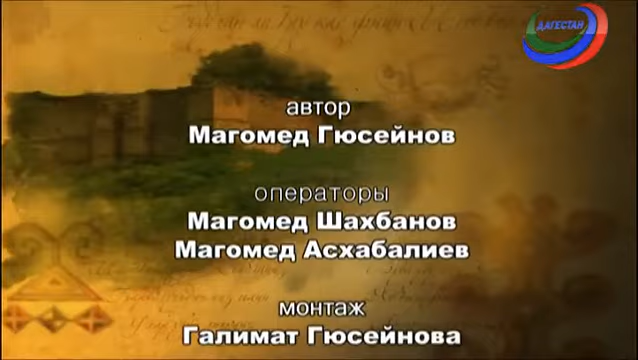 ДАГЕСТАН
автор
Магомед Гюсейнов
операторы
Магомед Шахбанов
Магомед Асхабалиев
монтаж
Галимат Гюсейнова